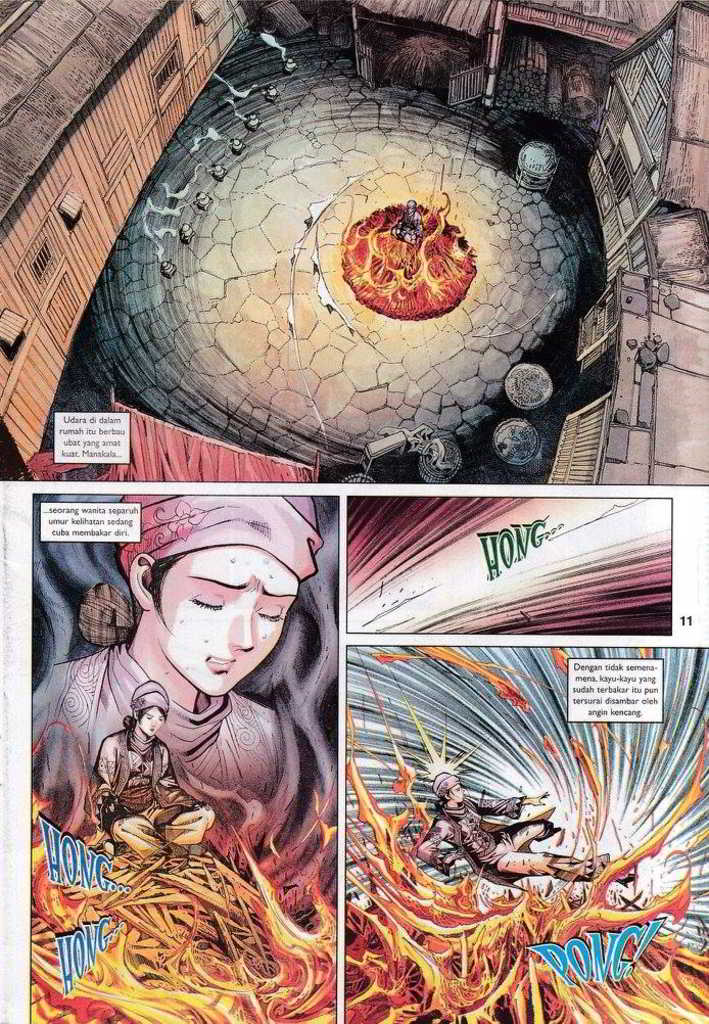 Udara di dalam
rumah itu berbau
ubat yang amat
kuat. Manakala...
...seorang wanita separuh
umur kelihatan sedang
cuba membakar diri.
HONG...
11
Dengan tidak semena-
mena, kayu-kayu yang
sudah terbakar itu pun
tersurai disambar oleh
angin kencang.
HONG...
HONG...
PONG!